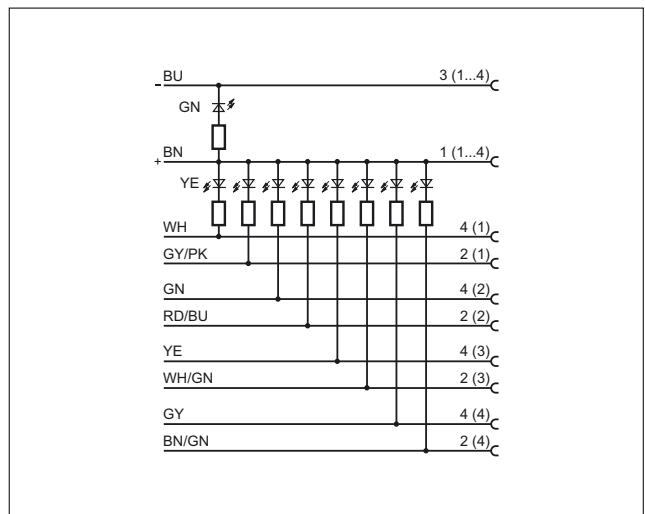 - BU 3 (1...4)
GN
+ BN 1 (1...4)
YE
WH 4 (1)
GY/PK 2 (1)
GN 4 (2)
RD/BU 2 (2)
YE 4 (3)
WH/GN 2 (3)
GY 4 (4)
BN/GN 2 (4)